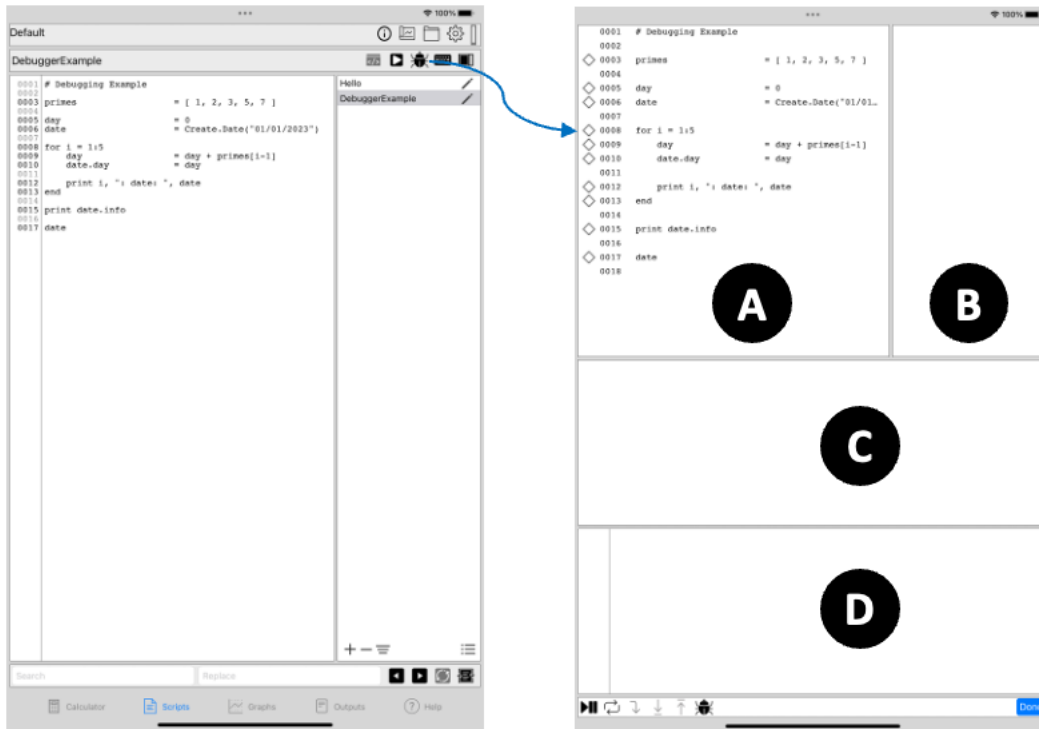 100%
Default
DebuggerExample
0001 # Debugging Example
0002
0003 primes = [ 1, 2, 3, 5, 7 ]
0004
0005 day = 0
0006 date = Create.Date("01/01/2023")
0007
0008 for i = 1:5
0009 day = day + primes[i-1]
0010 date.day = day
0011
0012 print i, ": date: ", date
0013 end
0014
0015 print date.info
0016
0017 date
Hello
DebuggerExample
Search
Replace
Calculator
Scripts
Graphs
Outputs
Help
100%
0001 # Debugging Example
0002
0003 primes = [ 1, 2, 3, 5, 7 ]
0004
0005 day = 0
0006 date = Create.Date("01/01…
0007
0008 for i = 1:5
0009 day = day + primes[i-1]
0010 date.day = day
0011
0012 print i, ": date: ", date
0013 end
0014
0015 print date.info
0016
0017 date
0018
A
B
C
D
Done